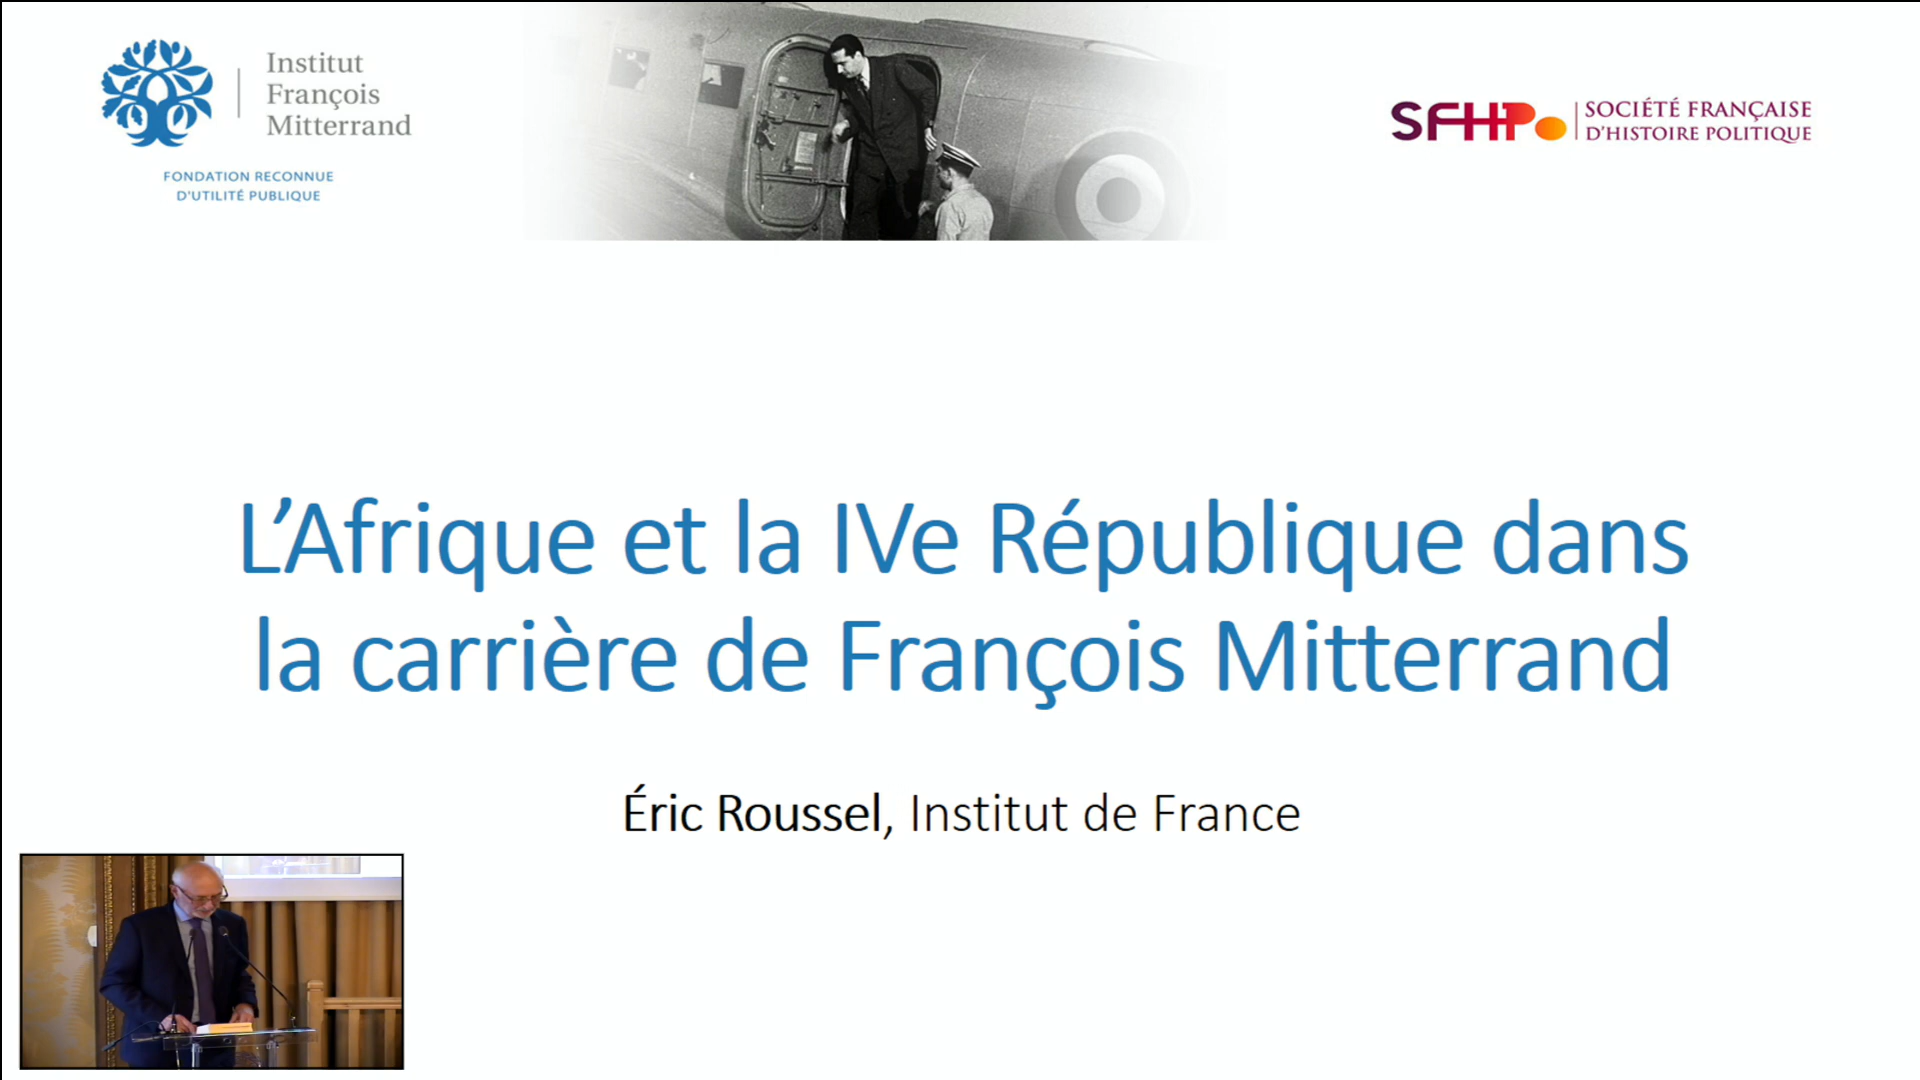 Institut
François
Mitterrand
FONDATION RECONNUE
D'UTILITÉ PUBLIQUE
SFHPo
SOCIÉTÉ FRANÇAISE
D'HISTOIRE POLITIQUE
L’Afrique et la IVe République dans
la carrière de François Mitterrand
Éric Roussel, Institut de France